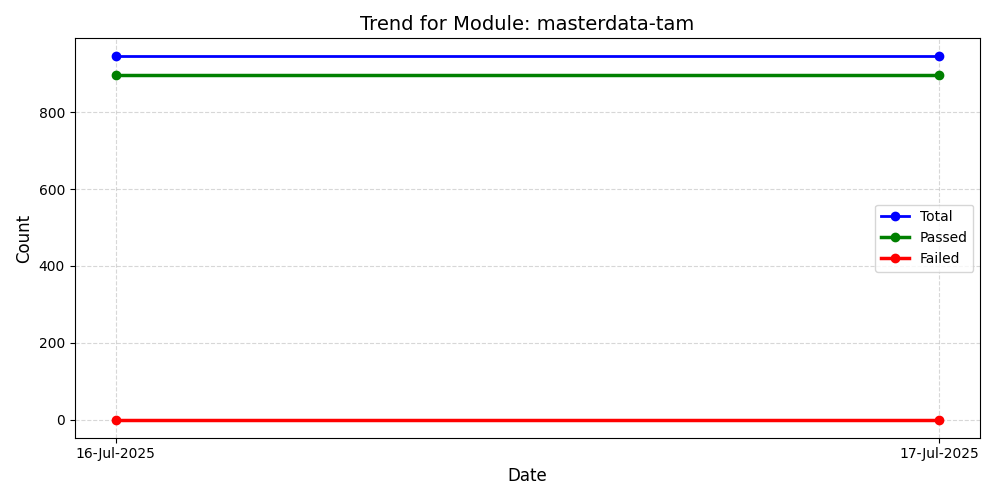 Trend for Module: masterdata-tam
Count
800
600
400
200
0
Total
Passed
Failed
16-Jul-2025
17-Jul-2025
Date